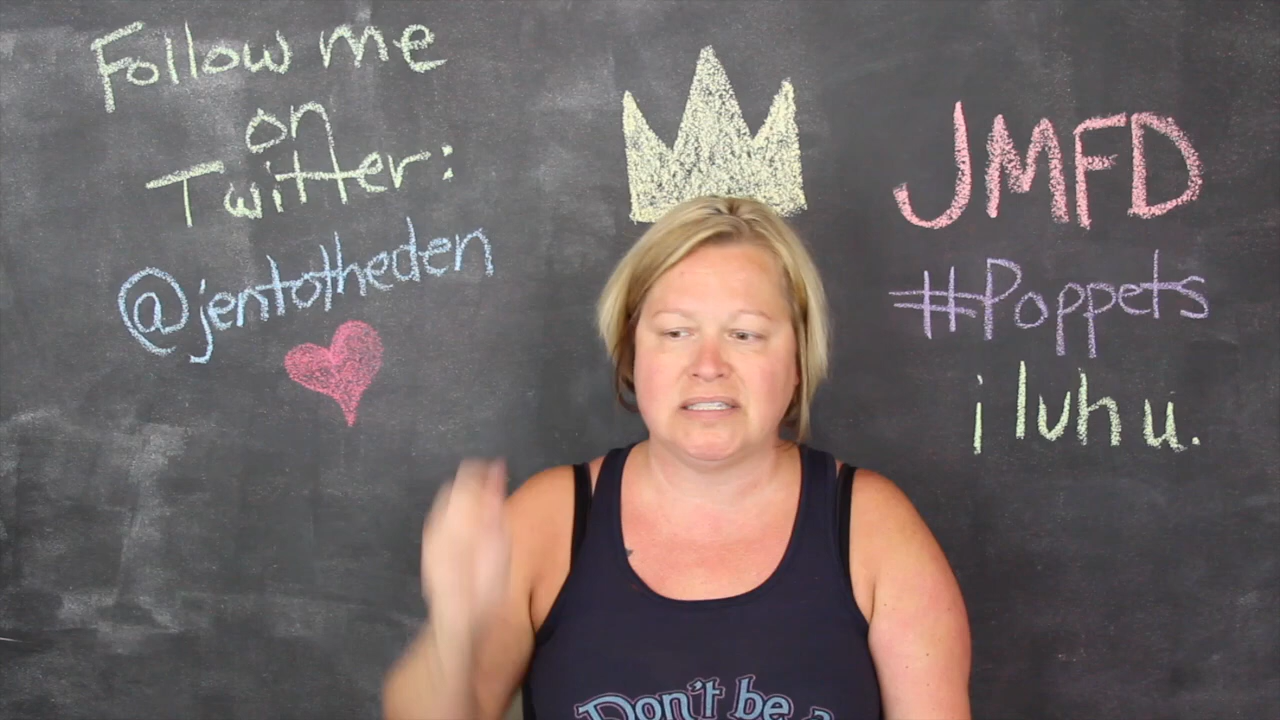 Follow me
on
Twitter:
@jentotheden
JMFD
#Poppets
i luh u.
Don't be